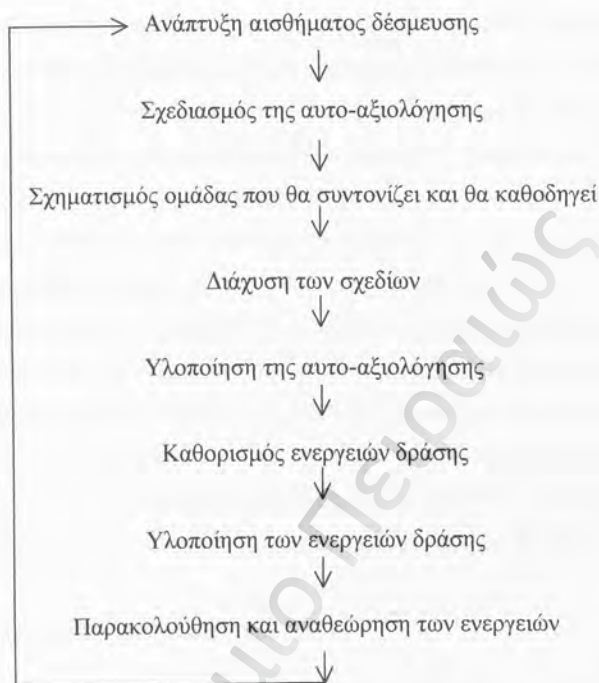 Ανάπτυξη αισθήματος δέσμευσης
Σχεδιασμός της αυτο-αξιολόγησης
Σχηματισμός ομάδας που θα συντονίζει και θα καθοδηγεί
Διάχυση των σχεδίων
Υλοποίηση της αυτο-αξιολόγησης
Καθορισμός ενεργειών δράσης
Υλοποίηση των ενεργειών δράσης
Παρακολούθηση και αναθεώρηση των ενεργειών
Πειραιώς